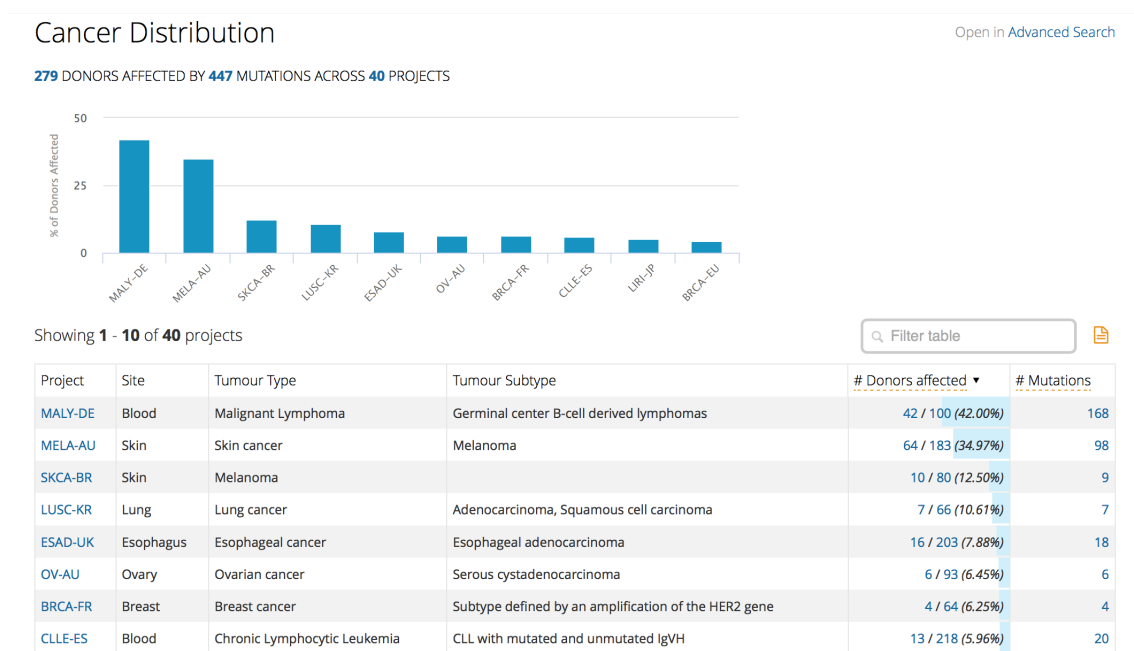 Cancer Distribution
Open in Advanced Search
279 DONORS AFFECTED BY 447 MUTATIONS ACROSS 40 PROJECTS
% of Donors Affected
50
25
0
MALY-DE
MELA-AU
SKCA-BR
LUSC-KR
ESAD-UK
OV-AU
BRCA-FR
CLLE-ES
LIRI-JP
BRCA-EU
Showing 1 - 10 of 40 projects
Filter table
Project Site Tumour Type Tumour Subtype # Donors affected ▼ # Mutations
MALY-DE Blood Malignant Lymphoma Germinal center B-cell derived lymphomas 42 / 100 (42.00%) 168
MELA-AU Skin Skin cancer Melanoma 64 / 183 (34.97%) 98
SKCA-BR Skin Melanoma 10 / 80 (12.50%) 9
LUSC-KR Lung Lung cancer Adenocarcinoma, Squamous cell carcinoma 7 / 66 (10.61%) 7
ESAD-UK Esophagus Esophageal cancer Esophageal adenocarcinoma 16 / 203 (7.88%) 18
OV-AU Ovary Ovarian cancer Serous cystadenocarcinoma 6 / 93 (6.45%) 6
BRCA-FR Breast Breast cancer Subtype defined by an amplification of the HER2 gene 4 / 64 (6.25%) 4
CLLE-ES Blood Chronic Lymphocytic Leukemia CLL with mutated and unmutated IgVH 13 / 218 (5.96%) 20